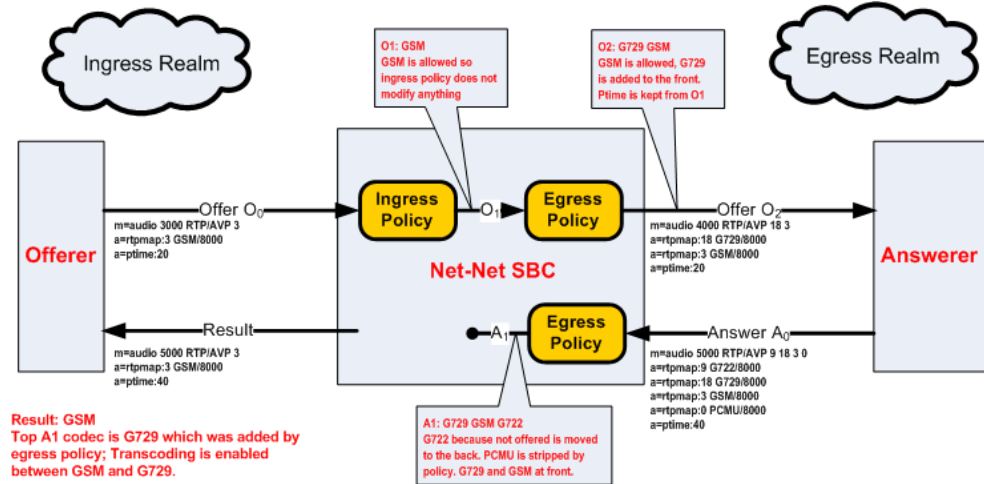 Ingress Realm
Egress Realm
O1: GSM
GSM is allowed so
ingress policy does not
modify anything
O2: G729 GSM
GSM is allowed, G729
is added to the front.
Ptime is kept from O1
Offerer
Offer O0
m=audio 3000 RTP/AVP 3
a=rtpmap:3 GSM/8000
a=ptime:20
Ingress
Policy
O1
Egress
Policy
Net-Net SBC
Offer O2
m=audio 4000 RTP/AVP 18 3
a=rtpmap:18 G729/8000
a=rtpmap:3 GSM/8000
a=ptime:20
Answerer
Result
m=audio 5000 RTP/AVP 3
a=rtpmap:3 GSM/8000
a=ptime:40
A1
Egress
Policy
Answer A0
m=audio 5000 RTP/AVP 9 18 3 0
a=rtpmap:9 G722/8000
a=rtpmap:18 G729/8000
a=rtpmap:3 GSM/8000
a=rtpmap:0 PCMU/8000
a=ptime:40
Result: GSM
Top A1 codec is G729 which was added by
egress policy; Transcoding is enabled
between GSM and G729.
A1: G729 GSM G722
G722 because not offered is moved
to the back. PCMU is stripped by
policy. G729 and GSM at front.